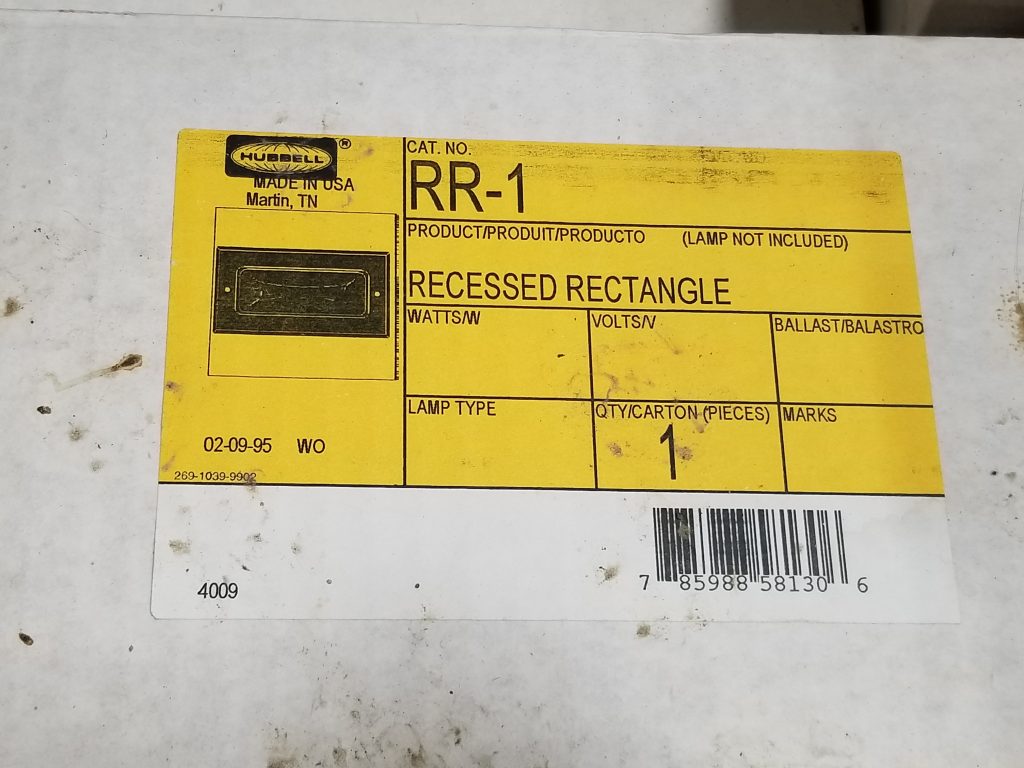 HUBBELL®
MADE IN USA
Martin, TN
CAT. NO.
RR-1
PRODUCT/PRODUIT/PRODUCTO (LAMP NOT INCLUDED)
RECESSED RECTANGLE
WATTS/W
VOLTS/V
BALLAST/BALASTRO
LAMP TYPE
QTY/CARTON (PIECES)
1
MARKS
02-09-95 WO
269-1039-9902
4009
7 85988 58130 6